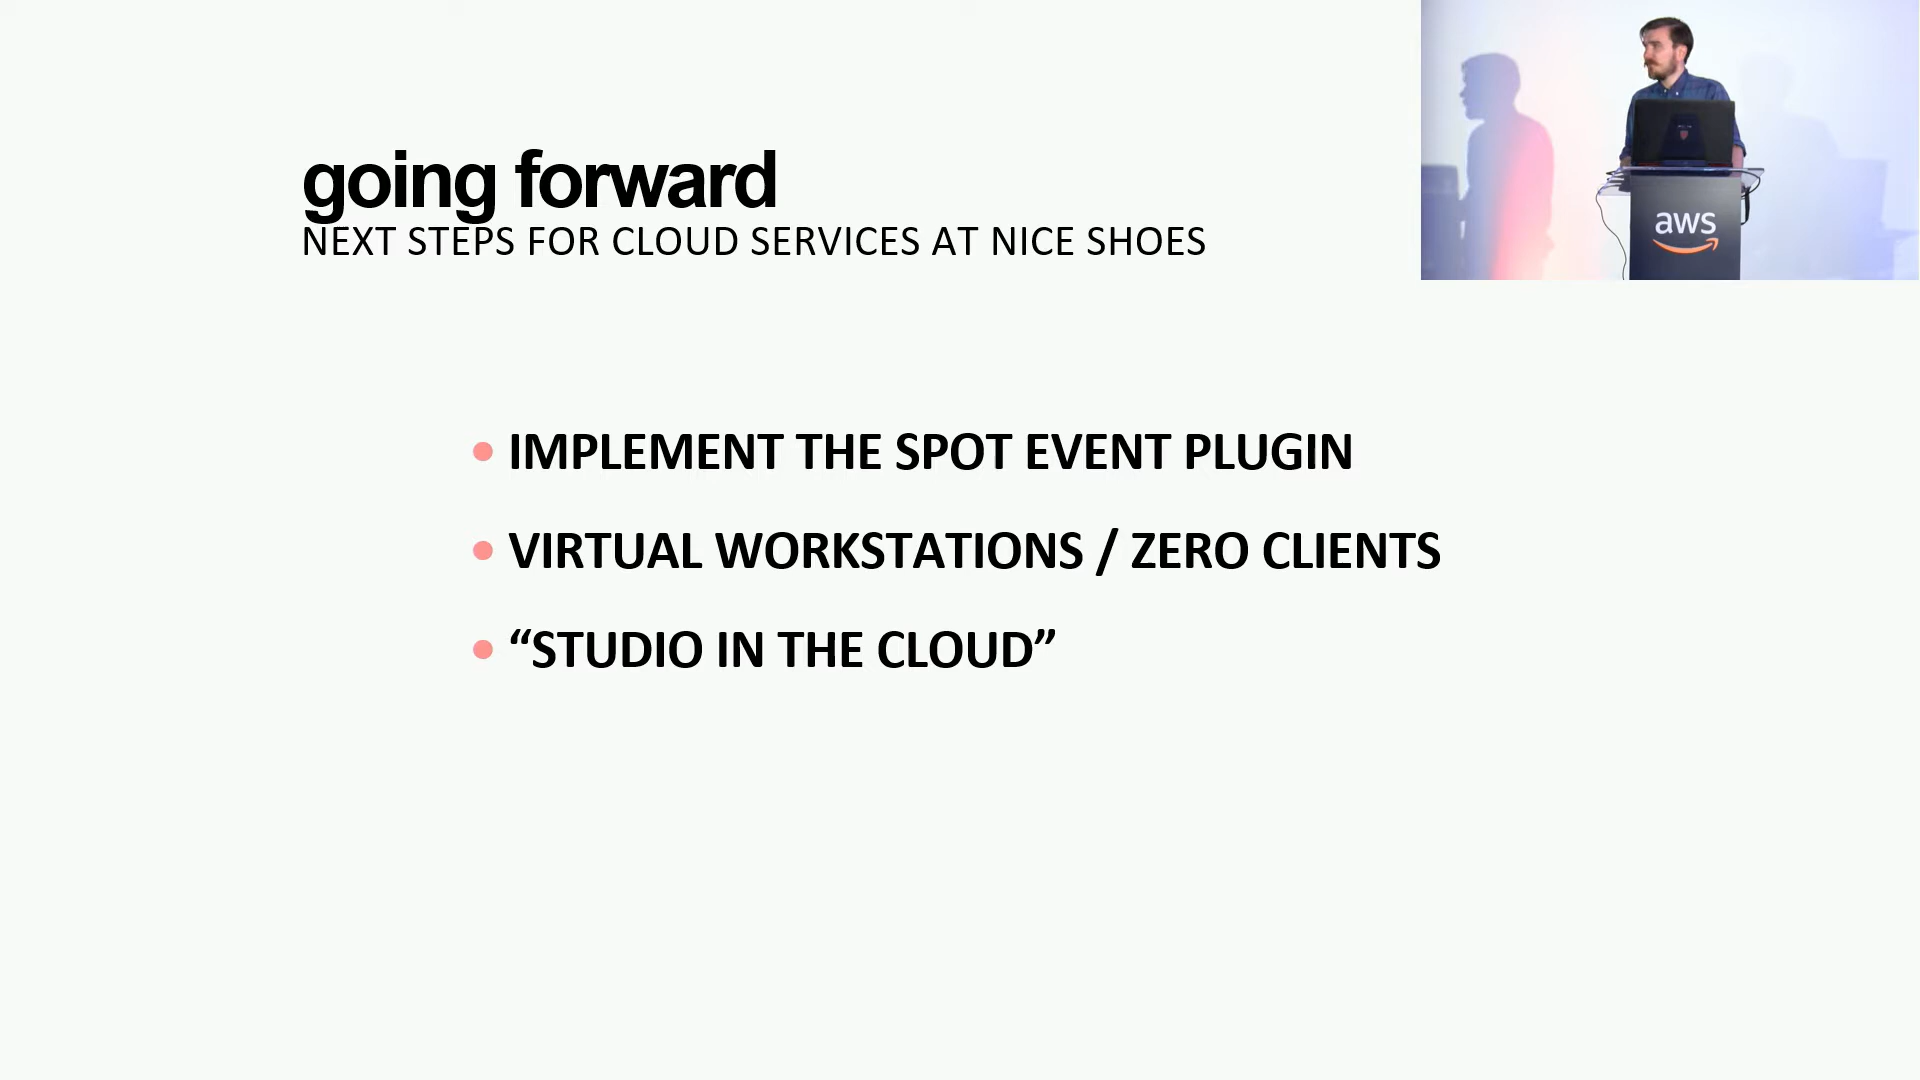 going forward
NEXT STEPS FOR CLOUD SERVICES AT NICE SHOES
• IMPLEMENT THE SPOT EVENT PLUGIN
• VIRTUAL WORKSTATIONS / ZERO CLIENTS
• “STUDIO IN THE CLOUD”
aws